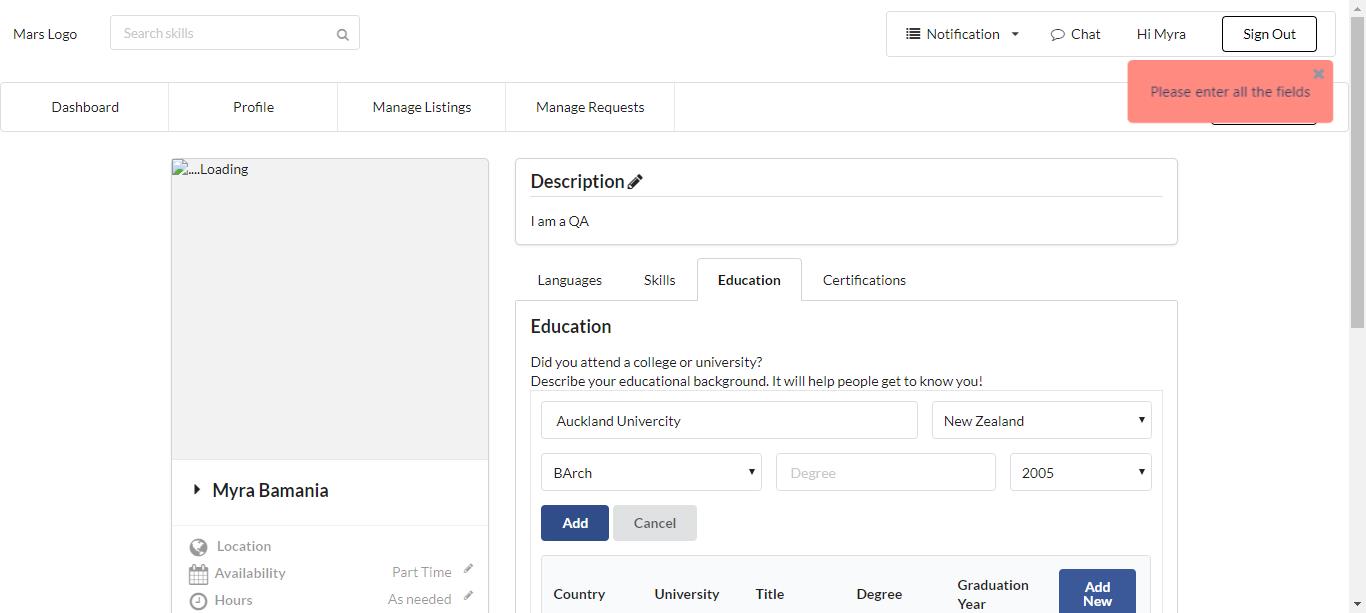 Mars Logo
Search skills
Notification
Chat
Hi Myra
Sign Out
Please enter all the fields
Dashboard
Profile
Manage Listings
Manage Requests
....Loading
Description
I am a QA
Languages
Skills
Education
Certifications
Education
Did you attend a college or university?
Describe your educational background. It will help people get to know you!
Auckland Univercity
New Zealand
BArch
Degree
2005
Add
Cancel
Myra Bamania
Location
Availability
Part Time
Hours
As needed
Country
University
Title
Degree
Graduation
Year
Add
New